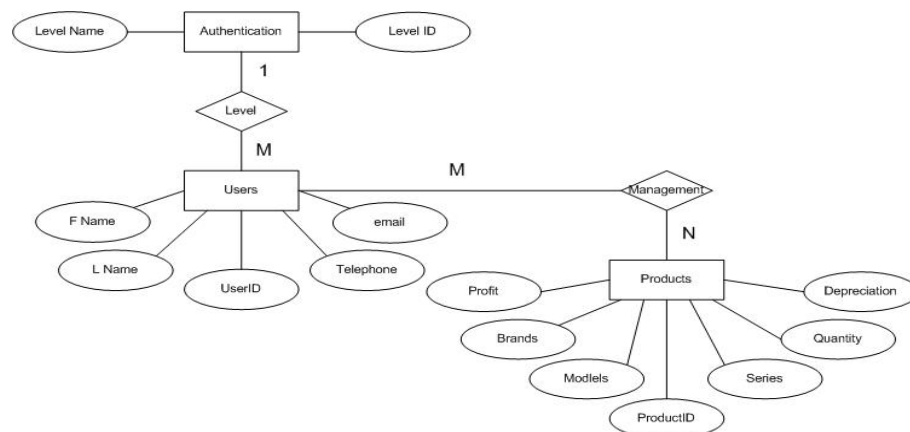 Level Name
Authentication
Level ID
1
Level
M
Users
M
Management
F Name
email
L Name
Telephone
UserID
N
Products
Profit
Depreciation
Brands
Quantity
Modlels
Series
ProductID